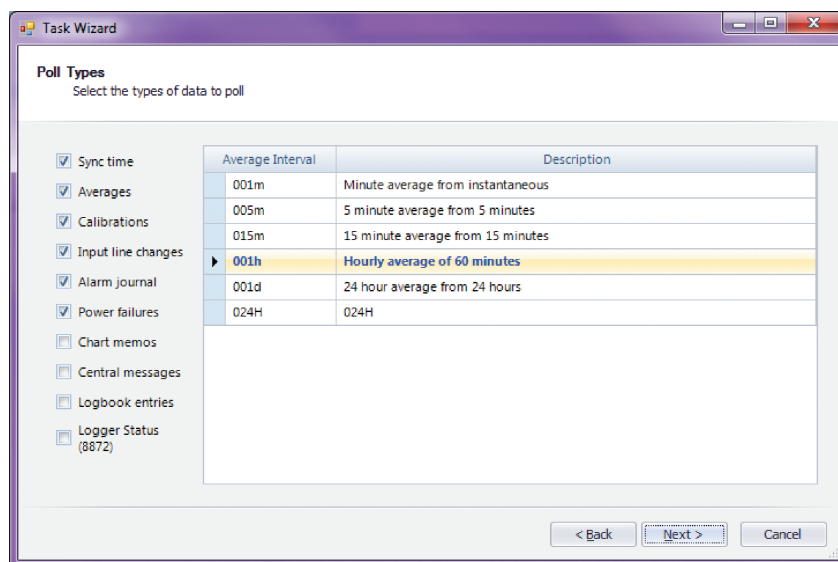 Task Wizard
Poll Types
Select the types of data to poll
Sync time
Averages
Calibrations
Input line changes
Alarm journal
Power failures
Chart memos
Central messages
Logbook entries
Logger Status
(8872)
Average Interval Description
001m Minute average from instantaneous
005m 5 minute average from 5 minutes
015m 15 minute average from 15 minutes
001h Hourly average of 60 minutes
001d 24 hour average from 24 hours
024H 024H
< Back Next > Cancel